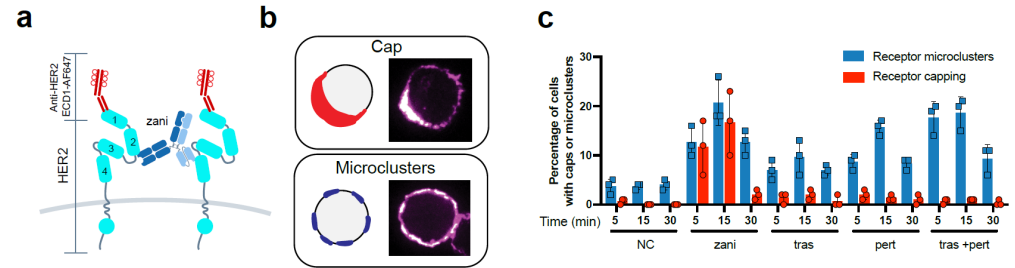 a
Anti-HER2
ECD1-AF647
HER2
zani
1
2
3
4
b
Cap
Microclusters
c
Percentage of cells
with caps or microclusters
30
20
10
0
Receptor microclusters
Receptor capping
Time (min) 5 15 30 5 15 30 5 15 30 5 15 30 5 15 30
NC zani tras pert tras +pert